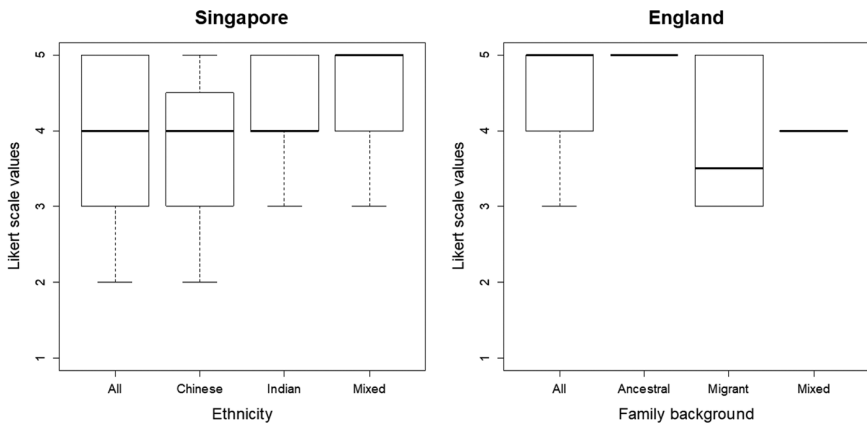 Singapore
Likert scale values
5
4
3
2
1
All Chinese Indian Mixed
Ethnicity
England
Likert scale values
5
4
3
2
1
All Ancestral Migrant Mixed
Family background